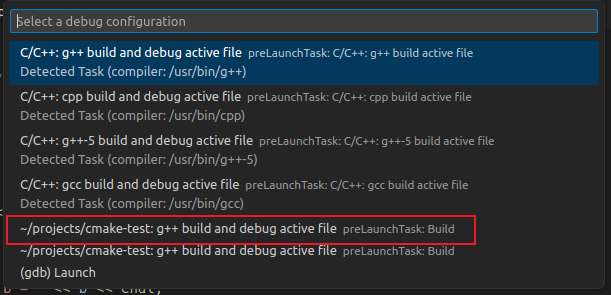 Select a debug configuration
C/C++: g++ build and debug active file preLaunchTask: C/C++: g++ build active file
Detected Task (compiler: /usr/bin/g++)
C/C++: cpp build and debug active file preLaunchTask: C/C++: cpp build active file
Detected Task (compiler: /usr/bin/cpp)
C/C++: g++-5 build and debug active file preLaunchTask: C/C++: g++-5 build active file
Detected Task (compiler: /usr/bin/g++-5)
C/C++: gcc build and debug active file preLaunchTask: C/C++: gcc build active file
Detected Task (compiler: /usr/bin/gcc)
~/projects/cmake-test: g++ build and debug active file preLaunchTask: Build
~/projects/cmake-test: g++ build and debug active file
(gdb) Launch